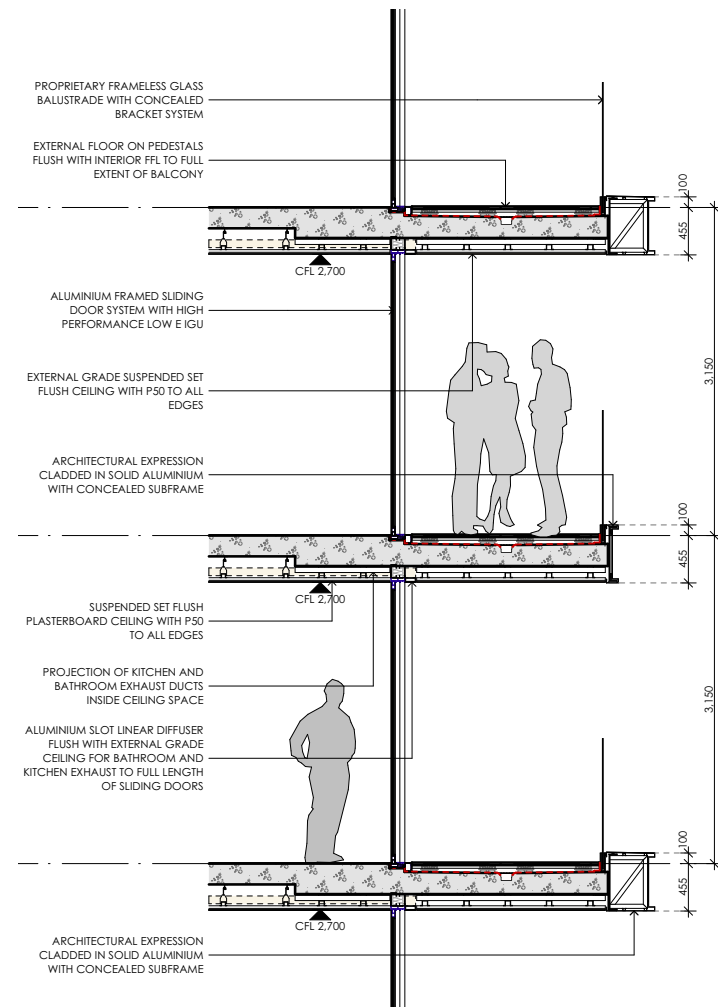 PROPRIETARY FRAMELESS GLASS
BALUSTRADE WITH CONCEALED
BRACKET SYSTEM
EXTERNAL FLOOR ON PEDESTALS
FLUSH WITH INTERIOR FFL TO FULL
EXTENT OF BALCONY
100
455
CFL 2,700
ALUMINIUM FRAMED SLIDING
DOOR SYSTEM WITH HIGH
PERFORMANCE LOW E IGU
3,150
EXTERNAL GRADE SUSPENDED SET
FLUSH CEILING WITH P50 TO ALL
EDGES
ARCHITECTURAL EXPRESSION
CLADDED IN SOLID ALUMINIUM
WITH CONCEALED SUBFRAME
100
455
CFL 2,700
SUSPENDED SET FLUSH
PLASTERBOARD CEILING WITH P50
TO ALL EDGES
PROJECTION OF KITCHEN AND
BATHROOM EXHAUST DUCTS
INSIDE CEILING SPACE
3,150
ALUMINIUM SLOT LINEAR DIFFUSER
FLUSH WITH EXTERNAL GRADE
CEILING FOR BATHROOM AND
KITCHEN EXHAUST TO FULL LENGTH
OF SLIDING DOORS
100
455
CFL 2,700
ARCHITECTURAL EXPRESSION
CLADDED IN SOLID ALUMINIUM
WITH CONCEALED SUBFRAME